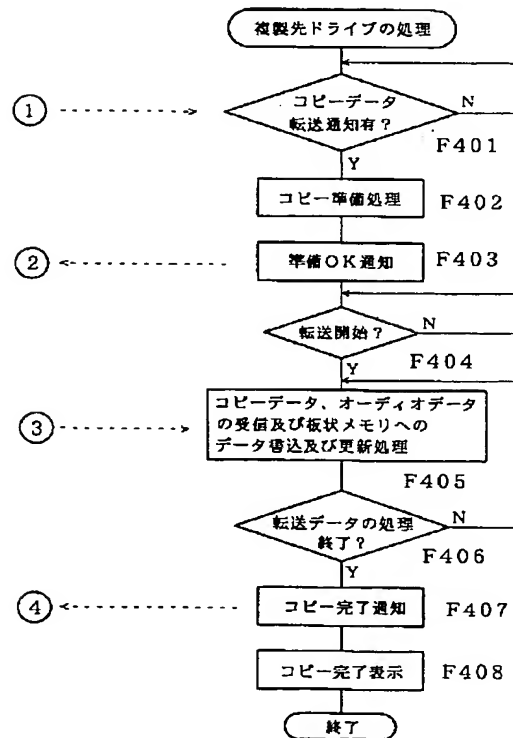 複製先ドライブの処理
①
コピーデータ
転送通知有？
N
F401
Y
コピー準備処理
F402
②
準備OK通知
F403
転送開始？
N
F404
Y
③
コピーデータ、オーディオデータ
の受信及び板状メモリへの
データ書込及び更新処理
F405
転送データの処理
終了？
N
F406
Y
④
コピー完了通知
F407
コピー完了表示
F408
終了